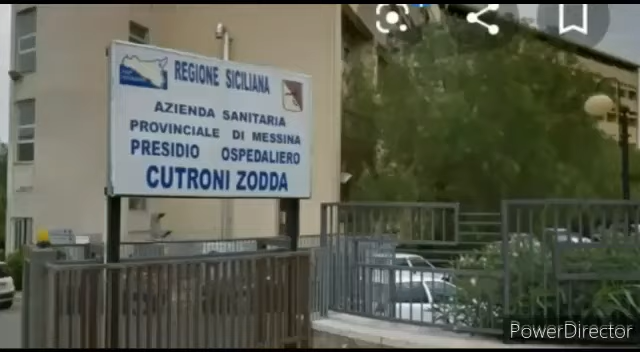 REGIONE SICILIANA
AZIENDA SANITARIA
PROVINCIALE DI MESSINA
PRESIDIO OSPEDALIERO
CUTRONI ZODDA
PowerDirector